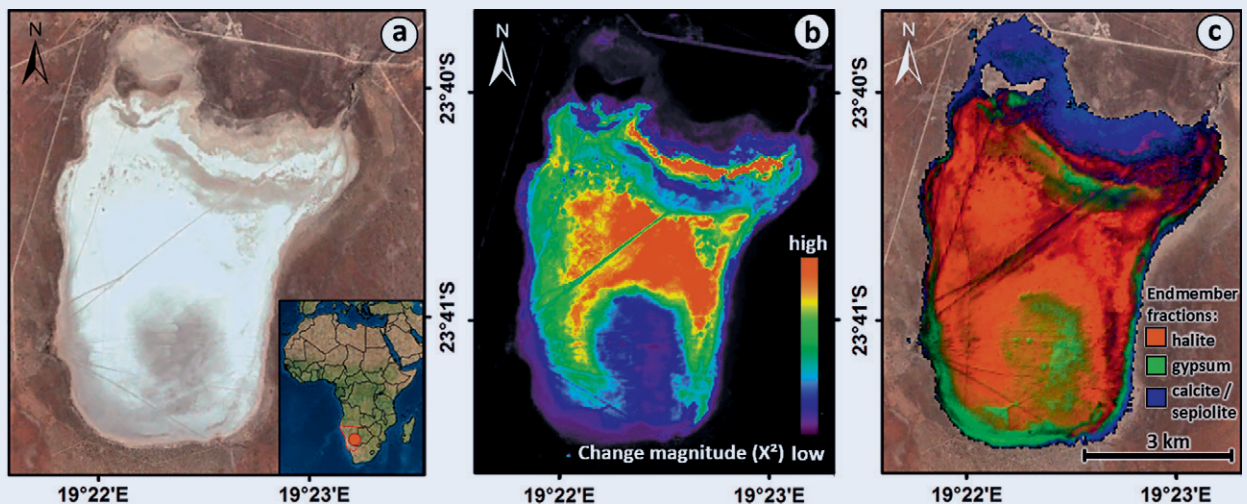 N
a
19°22'E
19°23'E
N
b
23°40'S
23°41'S
high
Change magnitude (X²) low
19°22'E
19°23'E
N
c
23°40'S
23°41'S
Endmember
fractions:
halite
gypsum
calcite /
sepiolite
3 km
19°22'E
19°23'E